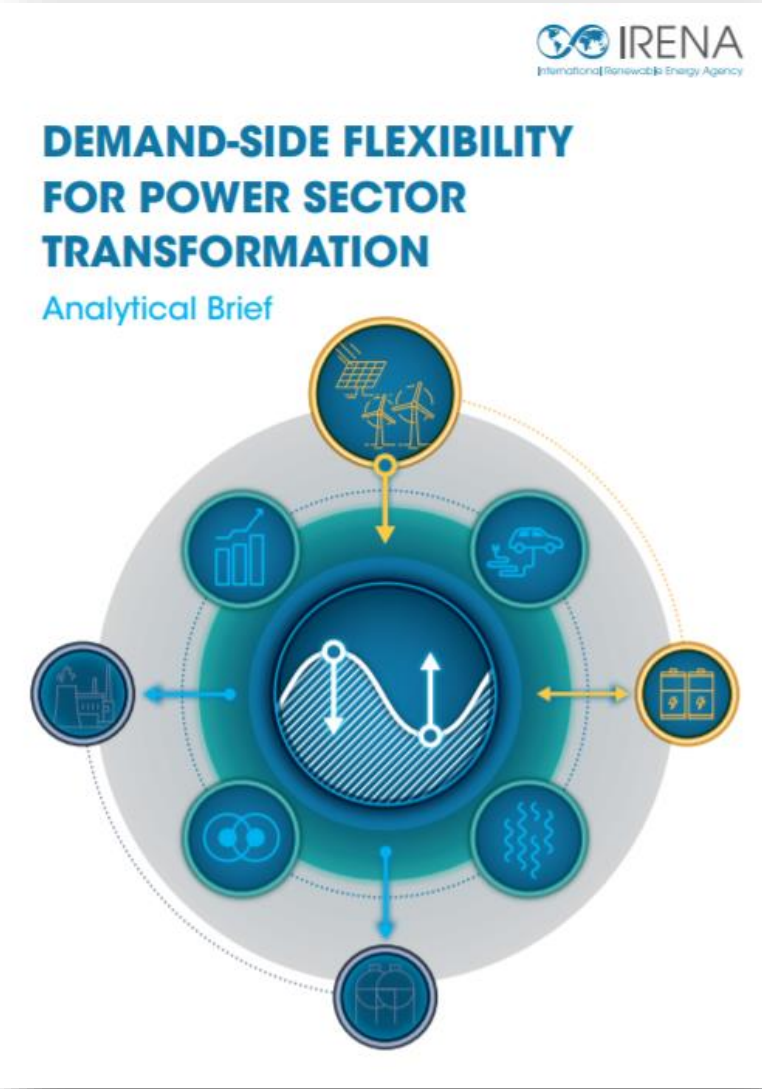 IRENA
International Renewable Energy Agency
DEMAND-SIDE FLEXIBILITY
FOR POWER SECTOR
TRANSFORMATION
Analytical Brief